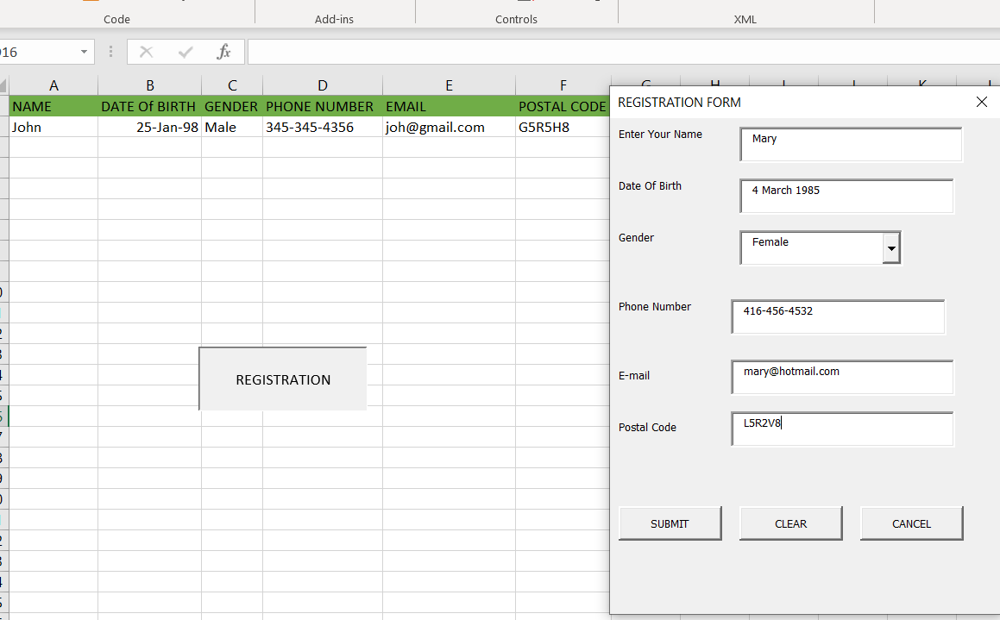 Code Add-ins Controls XML
16 fx
A B C D E F G H I J K
NAME DATE Of BIRTH GENDER PHONE NUMBER EMAIL POSTAL CODE
John 25-Jan-98 Male 345-345-4356 joh@gmail.com G5R5H8
REGISTRATION
REGISTRATION FORM
Enter Your Name Mary
Date Of Birth 4 March 1985
Gender Female
Phone Number 416-456-4532
E-mail mary@hotmail.com
Postal Code L5R2V8
SUBMIT CLEAR CANCEL